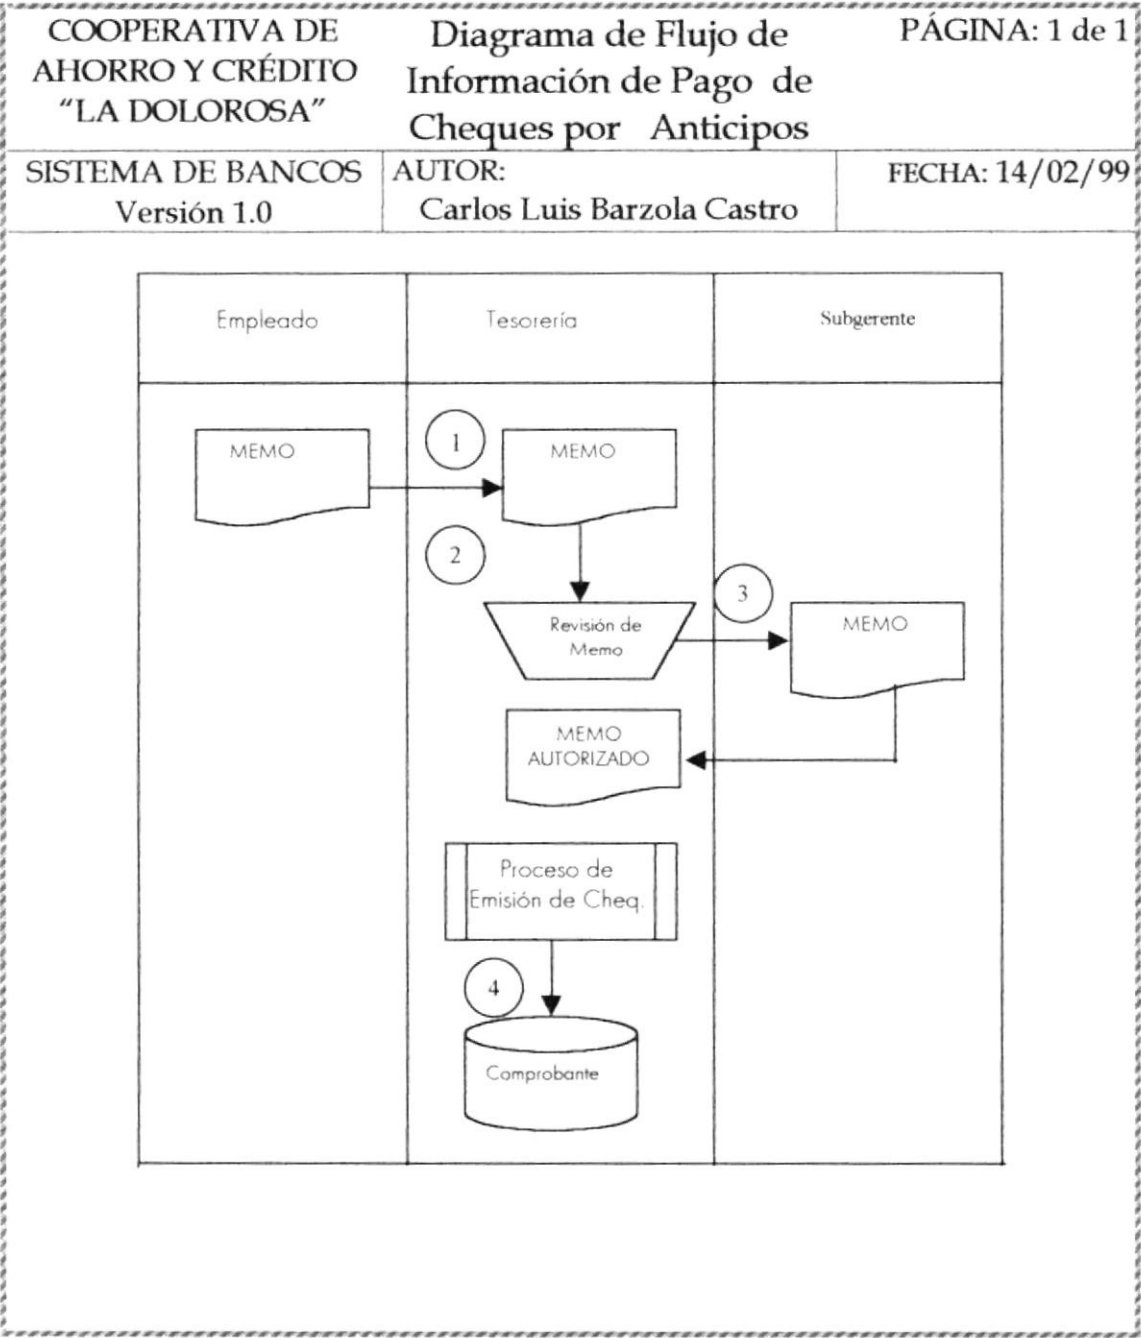 COOPERATIVA DE
AHORRO Y CRÉDITO
“LA DOLOROSA”
Diagrama de Flujo de
Información de Pago de
Cheques por Anticipos
PÁGINA: 1 de 1
SISTEMA DE BANCOS
Versión 1.0
AUTOR:
Carlos Luis Barzola Castro
FECHA: 14/02/99
Empleado
Tesorería
Subgerente
MEMO
1
MEMO
2
Revisión de
Memo
3
MEMO
MEMO
AUTORIZADO
Proceso de
Emisión de Cheq.
4
Comprobante